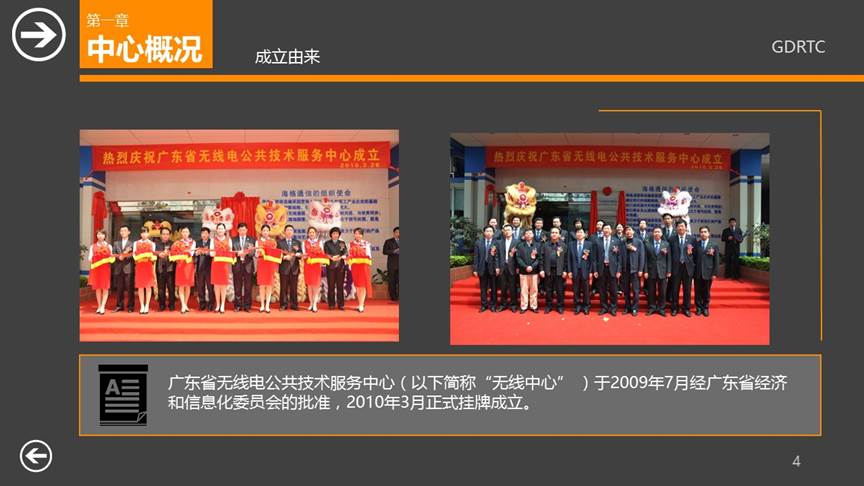 第一章
中心概况
成立由来
GDRTC
热烈庆祝广东省无线电公共技术服务中心成立
2010.3.26
海格通信的组织使命
热烈庆祝广东省无线电公共技术服务中心成立
2010.3.26
海格通信的组织使命
A
广东省无线电公共技术服务中心（以下简称“无线中心” ）于2009年7月经广东省经济
和信息化委员会的批准，2010年3月正式挂牌成立。
4